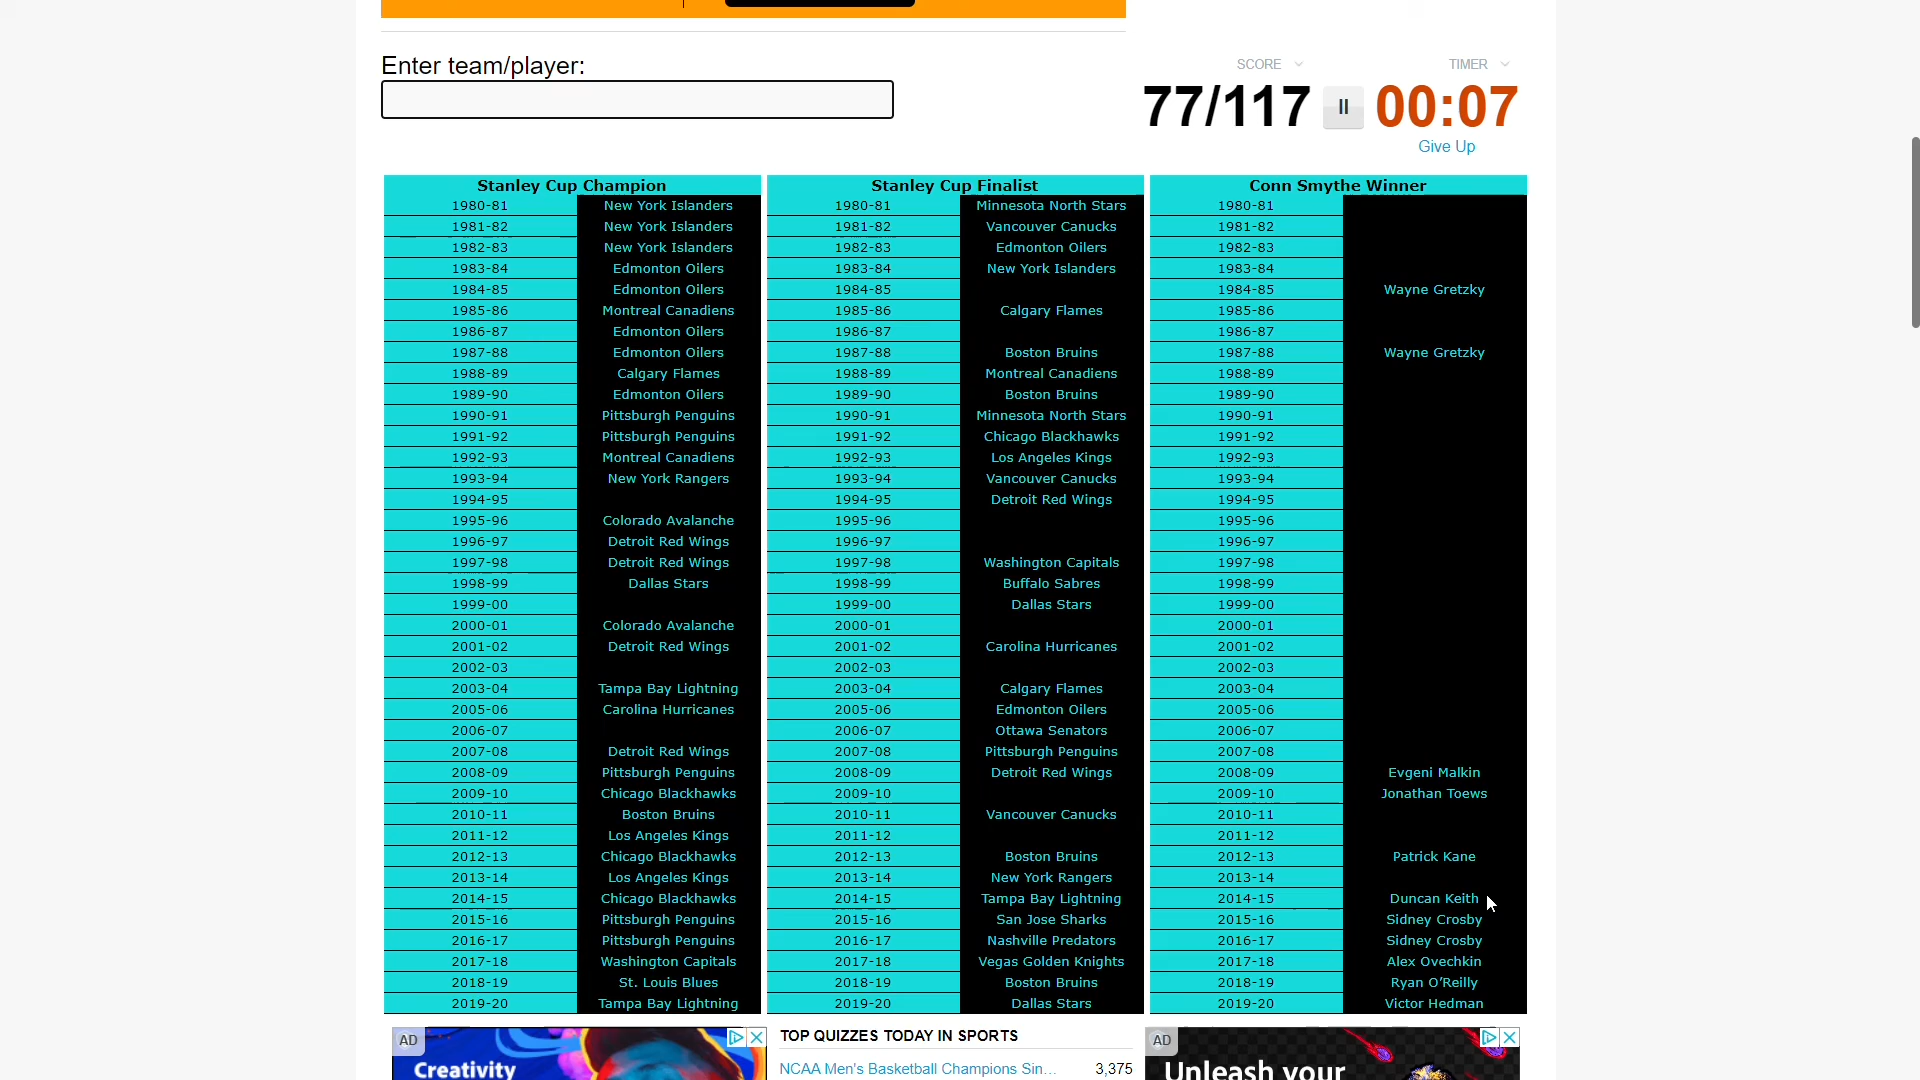 Enter team/player:
SCORE
77/117
TIMER
00:07
Give Up
Stanley Cup Champion
1980-81 New York Islanders
1981-82 New York Islanders
1982-83 New York Islanders
1983-84 Edmonton Oilers
1984-85 Edmonton Oilers
1985-86 Montreal Canadiens
1986-87 Edmonton Oilers
1987-88 Edmonton Oilers
1988-89 Calgary Flames
1989-90 Edmonton Oilers
1990-91 Pittsburgh Penguins
1991-92 Pittsburgh Penguins
1992-93 Montreal Canadiens
1993-94 New York Rangers
1994-95
1995-96 Colorado Avalanche
1996-97 Detroit Red Wings
1997-98 Detroit Red Wings
1998-99 Dallas Stars
1999-00
2000-01 Colorado Avalanche
2001-02 Detroit Red Wings
2002-03
2003-04 Tampa Bay Lightning
2005-06 Carolina Hurricanes
2006-07
2007-08 Detroit Red Wings
2008-09 Pittsburgh Penguins
2009-10 Chicago Blackhawks
2010-11 Boston Bruins
2011-12 Los Angeles Kings
2012-13 Chicago Blackhawks
2013-14 Los Angeles Kings
2014-15 Chicago Blackhawks
2015-16 Pittsburgh Penguins
2016-17 Pittsburgh Penguins
2017-18 Washington Capitals
2018-19 St. Louis Blues
2019-20 Tampa Bay Lightning
Stanley Cup Finalist
1980-81 Minnesota North Stars
1981-82 Vancouver Canucks
1982-83 Edmonton Oilers
1983-84 New York Islanders
1984-85
1985-86 Calgary Flames
1986-87
1987-88 Boston Bruins
1988-89 Montreal Canadiens
1989-90 Boston Bruins
1990-91 Minnesota North Stars
1991-92 Chicago Blackhawks
1992-93 Los Angeles Kings
1993-94 Vancouver Canucks
1994-95 Detroit Red Wings
1995-96
1996-97
1997-98 Washington Capitals
1998-99 Buffalo Sabres
1999-00 Dallas Stars
2000-01
2001-02 Carolina Hurricanes
2002-03
2003-04 Calgary Flames
2005-06 Edmonton Oilers
2006-07 Ottawa Senators
2007-08 Pittsburgh Penguins
2008-09 Detroit Red Wings
2009-10
2010-11 Vancouver Canucks
2011-12
2012-13 Boston Bruins
2013-14 New York Rangers
2014-15 Tampa Bay Lightning
2015-16 San Jose Sharks
2016-17 Nashville Predators
2017-18 Vegas Golden Knights
2018-19 Boston Bruins
2019-20 Dallas Stars
Conn Smythe Winner
1980-81
1981-82
1982-83
1983-84
1984-85 Wayne Gretzky
1985-86
1986-87
1987-88 Wayne Gretzky
1988-89
1989-90
1990-91
1991-92
1992-93
1993-94
1994-95
1995-96
1996-97
1997-98
1998-99
1999-00
2000-01
2001-02
2002-03
2003-04
2005-06
2006-07
2007-08
2008-09 Evgeni Malkin
2009-10 Jonathan Toews
2010-11
2011-12
2012-13 Patrick Kane
2013-14
2014-15 Duncan Keith
2015-16 Sidney Crosby
2016-17 Sidney Crosby
2017-18 Alex Ovechkin
2018-19 Ryan O'Reilly
2019-20 Victor Hedman
AD
Creativity
TOP QUIZZES TODAY IN SPORTS
NCAA Men's Basketball Champions Sin... 3,375
AD
Unleash your